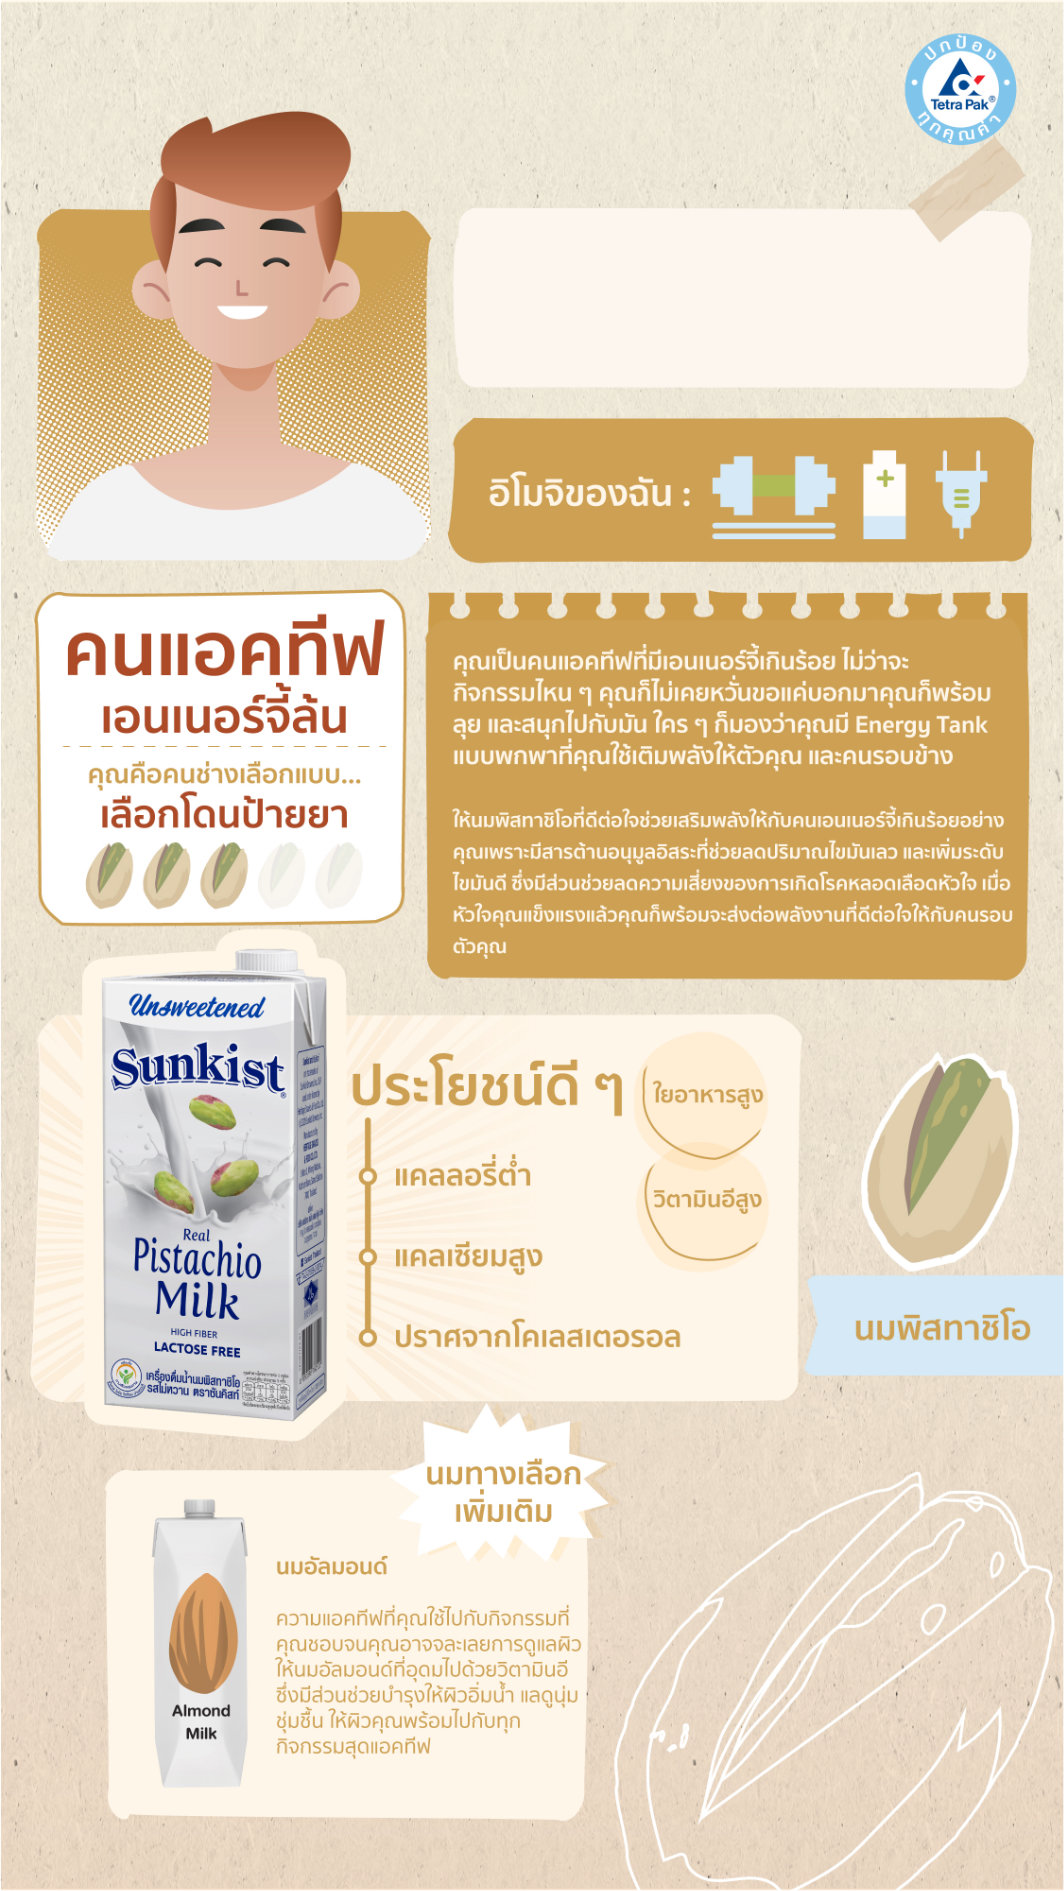 ปกป้อง
Tetra Pak®
ทุกคุณค่า
อิโมจิของฉัน :
คนแอคทีฟ
เอนเนอร์จี้ล้น
คุณคือคนช่างเลือกแบบ...
เลือกโดนป้ายยา
คุณเป็นคนแอคทีฟที่มีเอนเนอร์จี้เกินร้อย ไม่ว่าจะ
กิจกรรมไหน ๆ คุณก็ไม่เคยหวั่นขอแค่บอกมาคุณก็พร้อม
ลุย และสนุกไปกับมัน ใคร ๆ ก็มองว่าคุณมี Energy Tank
แบบพกพาที่คุณใช้เติมพลังให้ตัวคุณ และคนรอบข้าง
ให้นมพิสทาชิโอที่ดีต่อใจช่วยเสริมพลังให้กับคนเอนเนอร์จี้เกินร้อยอย่าง
คุณเพราะมีสารต้านอนุมูลอิสระที่ช่วยลดปริมาณไขมันเลว และเพิ่มระดับ
ไขมันดี ซึ่งมีส่วนช่วยลดความเสี่ยงของการเกิดโรคหลอดเลือดหัวใจ เมื่อ
หัวใจคุณแข็งแรงแล้วคุณก็พร้อมจะส่งต่อพลังงานที่ดีต่อใจให้กับคนรอบ
ตัวคุณ
Unsweetened
Sunkist®
Real
Pistachio
Milk
HIGH FIBER
LACTOSE FREE
เครื่องดื่มน้ำนมพิสทาชิโอ
รสไม่หวาน ตราซันคิสท์
ประโยชน์ดี ๆ
ใยอาหารสูง
แคลลอรี่ต่ำ
วิตามินอีสูง
แคลเซียมสูง
ปราศจากโคเลสเตอรอล
นมพิสทาชิโอ
นมทางเลือก
เพิ่มเติม
นมอัลมอนด์
ความแอคทีฟที่คุณใช้ไปกับกิจกรรมที่
คุณชอบจนคุณอาจจละเลยการดูแลผิว
ให้นมอัลมอนด์ที่อุดมไปด้วยวิตามินอี
ซึ่งมีส่วนช่วยบำรุงให้ผิวอิ่มน้ำ แลดูนุ่ม
ชุ่มชื้น ให้ผิวคุณพร้อมไปกับทุก
กิจกรรมสุดแอคทีฟ
Almond
Milk